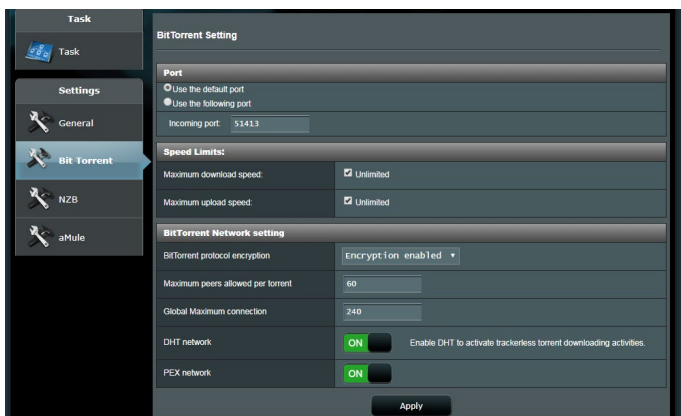 Task
Task
Settings
General
Bit Torrent
NZB
aMule
BitTorrent Setting
Port
Use the default port
Use the following port
Incoming port: 51413
Speed Limits:
Maximum download speed: Unlimited
Maximum upload speed: Unlimited
BitTorrent Network setting
BitTorrent protocol encryption Encryption enabled
Maximum peers allowed per torrent 60
Global Maximum connection 240
DHT network ON Enable DHT to activate trackerless torrent downloading activities.
PEX network ON
Apply